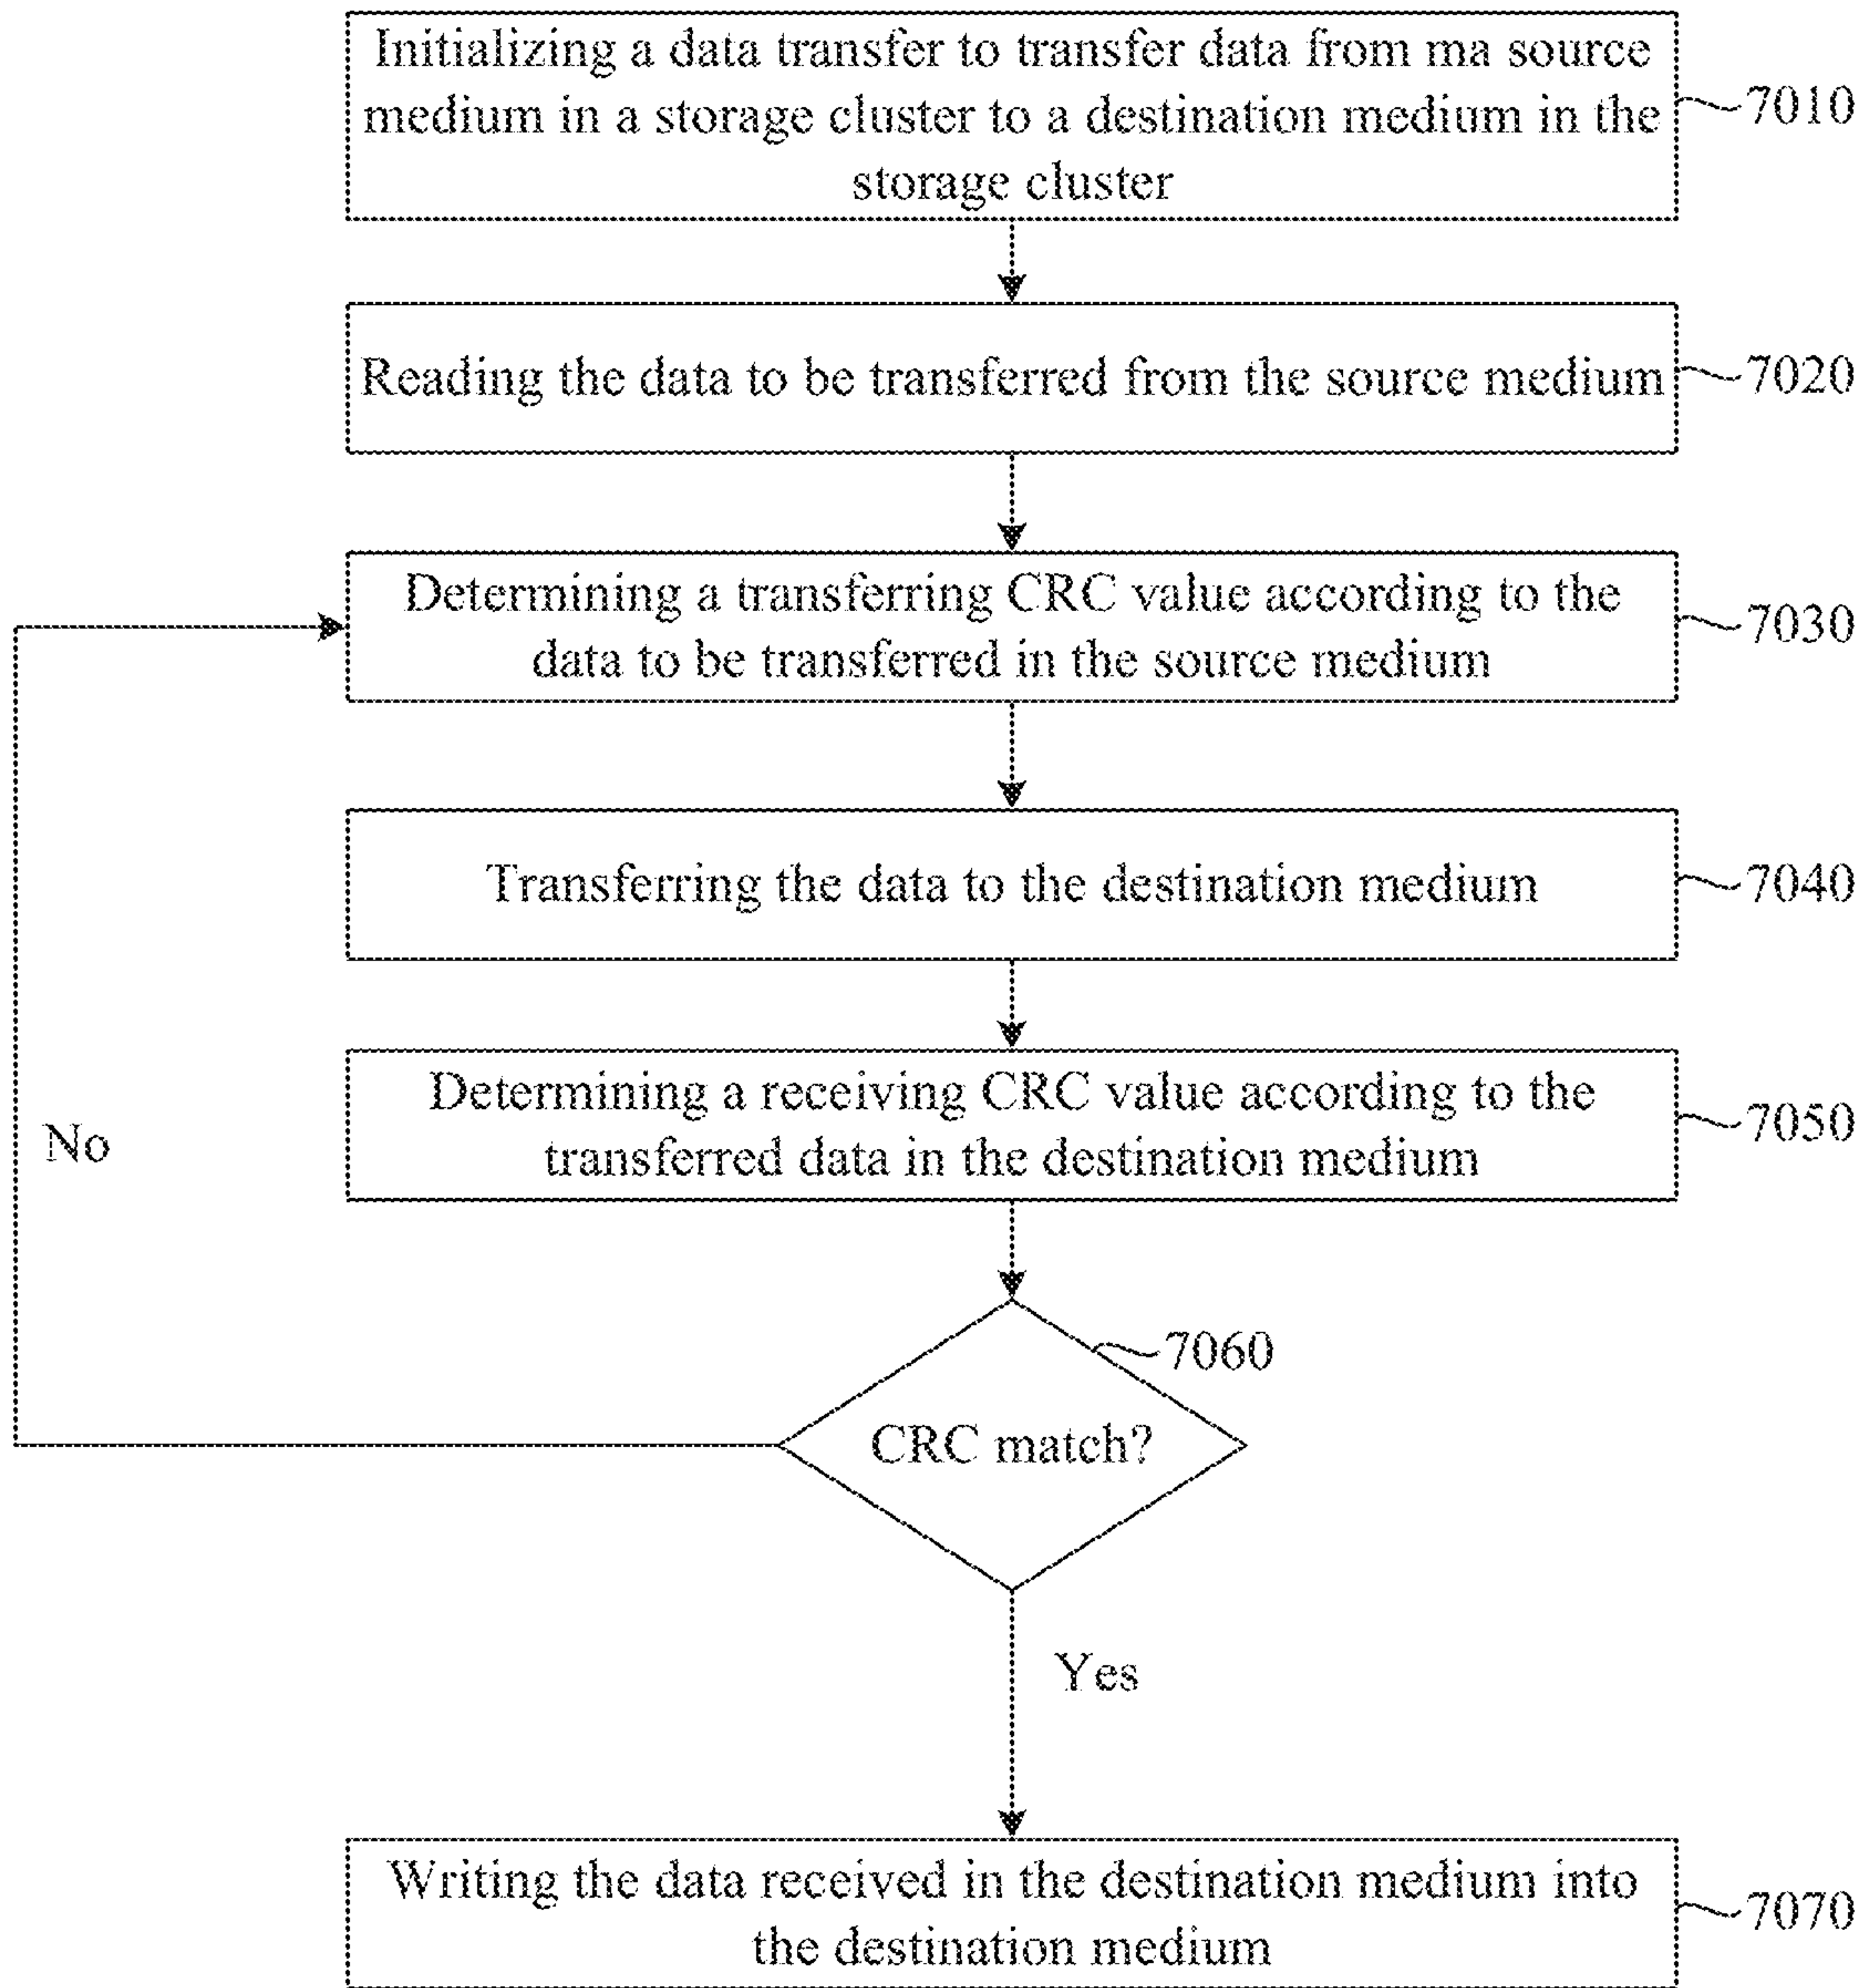 Initializing a data transfer to transfer data from ma source
medium in a storage cluster to a destination medium in the
storage cluster
7010
Reading the data to be transferred from the source medium
7020
Determining a transferring CRC value according to the
data to be transferred in the source medium
7030
Transferring the data to the destination medium
7040
Determining a receiving CRC value according to the
transferred data in the destination medium
7050
No
7060
CRC match?
Yes
Writing the data received in the destination medium into
the destination medium
7070